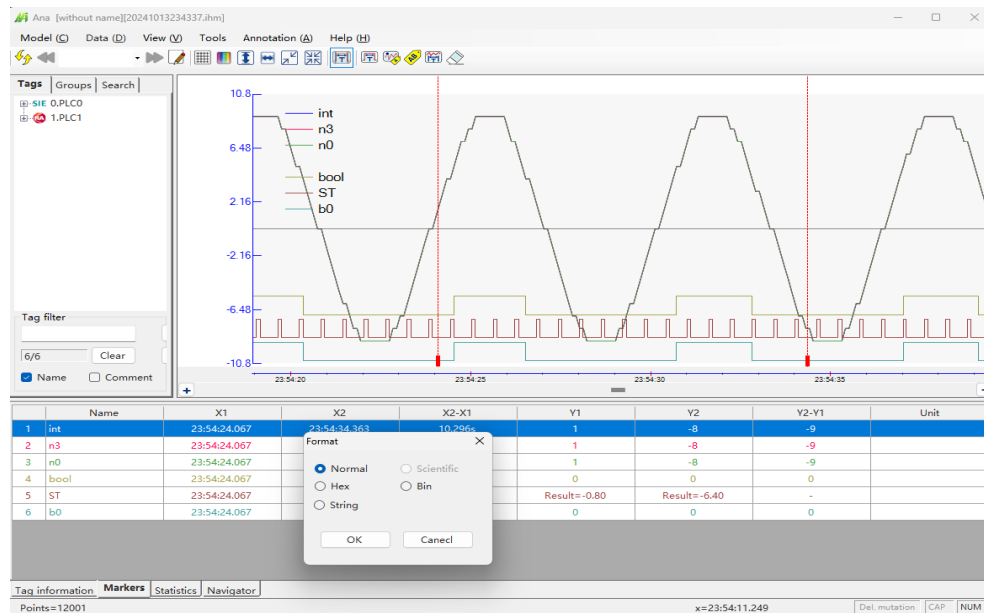 Ana [without name][20241013234337.ihm]
Model (C) Data (D) View (V) Tools Annotation (A) Help (H)
Tags Groups Search
SIE 0.PLC0
RA 1.PLC1
Tag filter
6/6 Clear
Name Comment
10.8
6.48
2.16
-2.16
-6.48
-10.8
int
n3
n0
bool
ST
b0
23:54:20 23:54:25 23:54:30 23:54:35
Name X1 X2 X2-X1 Y1 Y2 Y2-Y1 Unit
1 int 23:54:24.067 23:54:34.363 10.296s 1 -8 -9
2 n3 23:54:24.067 1 -8 -9
3 n0 23:54:24.067 1 -8 -9
4 bool 23:54:24.067 0 0 0
5 ST 23:54:24.067 Result=-0.80 Result=-6.40 -
6 b0 23:54:24.067 0 0 0
Format
Normal Scientific
Hex Bin
String
OK Canecl
Tag information Markers Statistics Navigator
Points=12001 x=23:54:11.249 Del. mutation CAP NUM